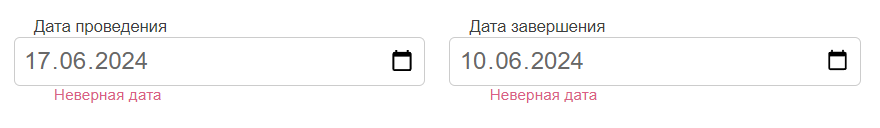 Дата проведения
17.06.2024
Неверная дата
Дата завершения
10.06.2024
Неверная дата